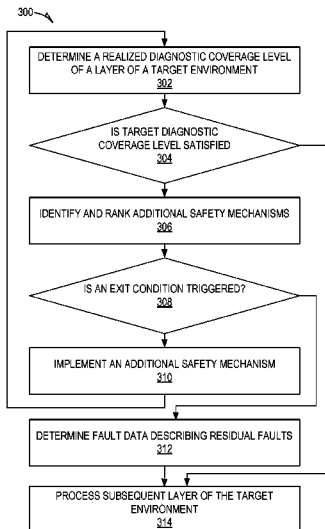 300
DETERMINE A REALIZED DIAGNOSTIC COVERAGE LEVEL
OF A LAYER OF A TARGET ENVIRONMENT
302
IS TARGET DIAGNOSTIC
COVERAGE LEVEL SATISFIED
304
IDENTIFY AND RANK ADDITIONAL SAFETY MECHANISMS
306
IS AN EXIT CONDITION TRIGGERED?
308
IMPLEMENT AN ADDITIONAL SAFETY MECHANISM
310
DETERMINE FAULT DATA DESCRIBING RESIDUAL FAULTS
312
PROCESS SUBSEQUENT LAYER OF THE TARGET
ENVIRONMENT
314